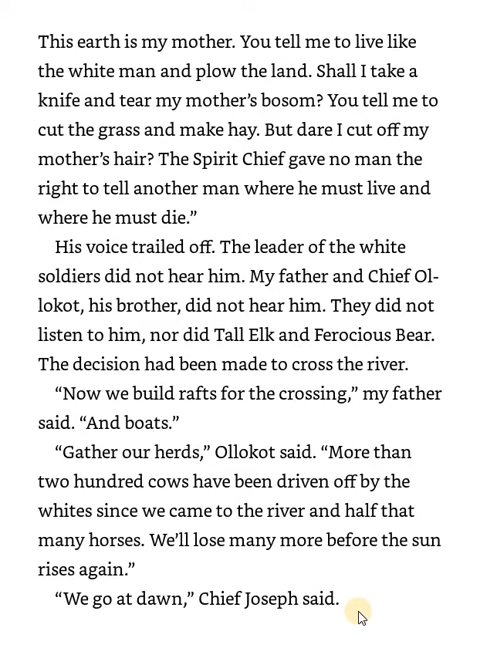 This earth is my mother. You tell me to live like
the white man and plow the land. Shall I take a
knife and tear my mother’s bosom? You tell me to
cut the grass and make hay. But dare I cut off my
mother’s hair? The Spirit Chief gave no man the
right to tell another man where he must live and
where he must die.”
His voice trailed off. The leader of the white
soldiers did not hear him. My father and Chief Ol-
lokot, his brother, did not hear him. They did not
listen to him, nor did Tall Elk and Ferocious Bear.
The decision had been made to cross the river.
“Now we build rafts for the crossing,” my father
said. “And boats.”
“Gather our herds,” Ollokot said. “More than
two hundred cows have been driven off by the
whites since we came to the river and half that
many horses. We’ll lose many more before the sun
rises again.”
“We go at dawn,” Chief Joseph said.